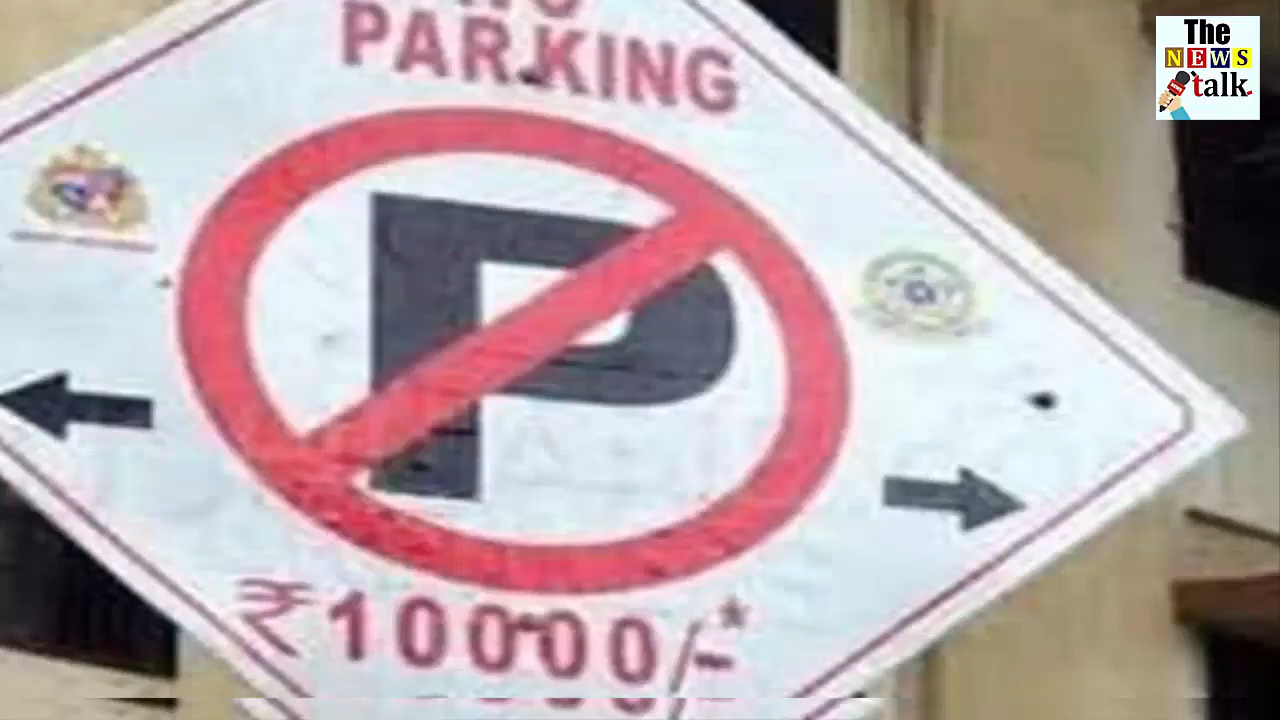 The
NEWS
talk
PARKING
P
₹10000/-*